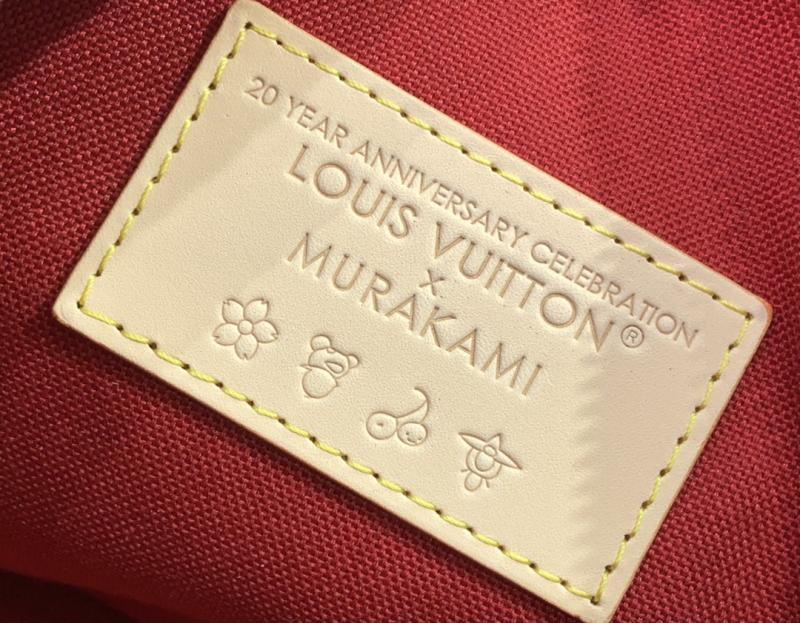 20 YEAR ANNIVERSARY CELEBRATION
LOUIS VUITTON®
x
MURAKAMI